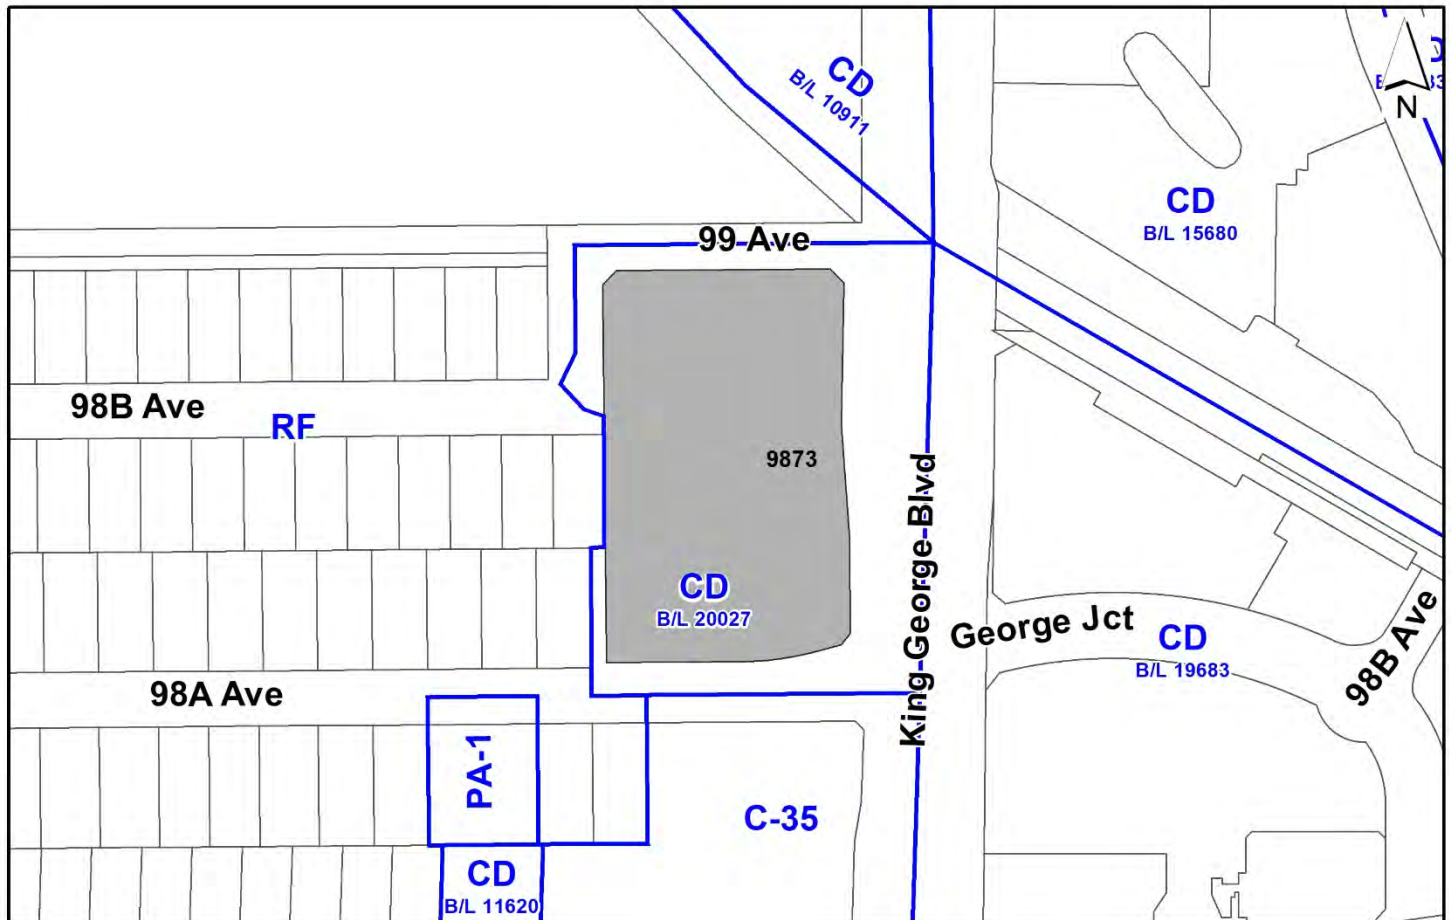 CD
B/L 10911
N
CD
B/L 15680
99 Ave
98B Ave
RF
9873
King George Blvd
CD
B/L 20027
George Jct
CD
B/L 19683
98B Ave
98A Ave
PA-1
C-35
CD
B/L 11620